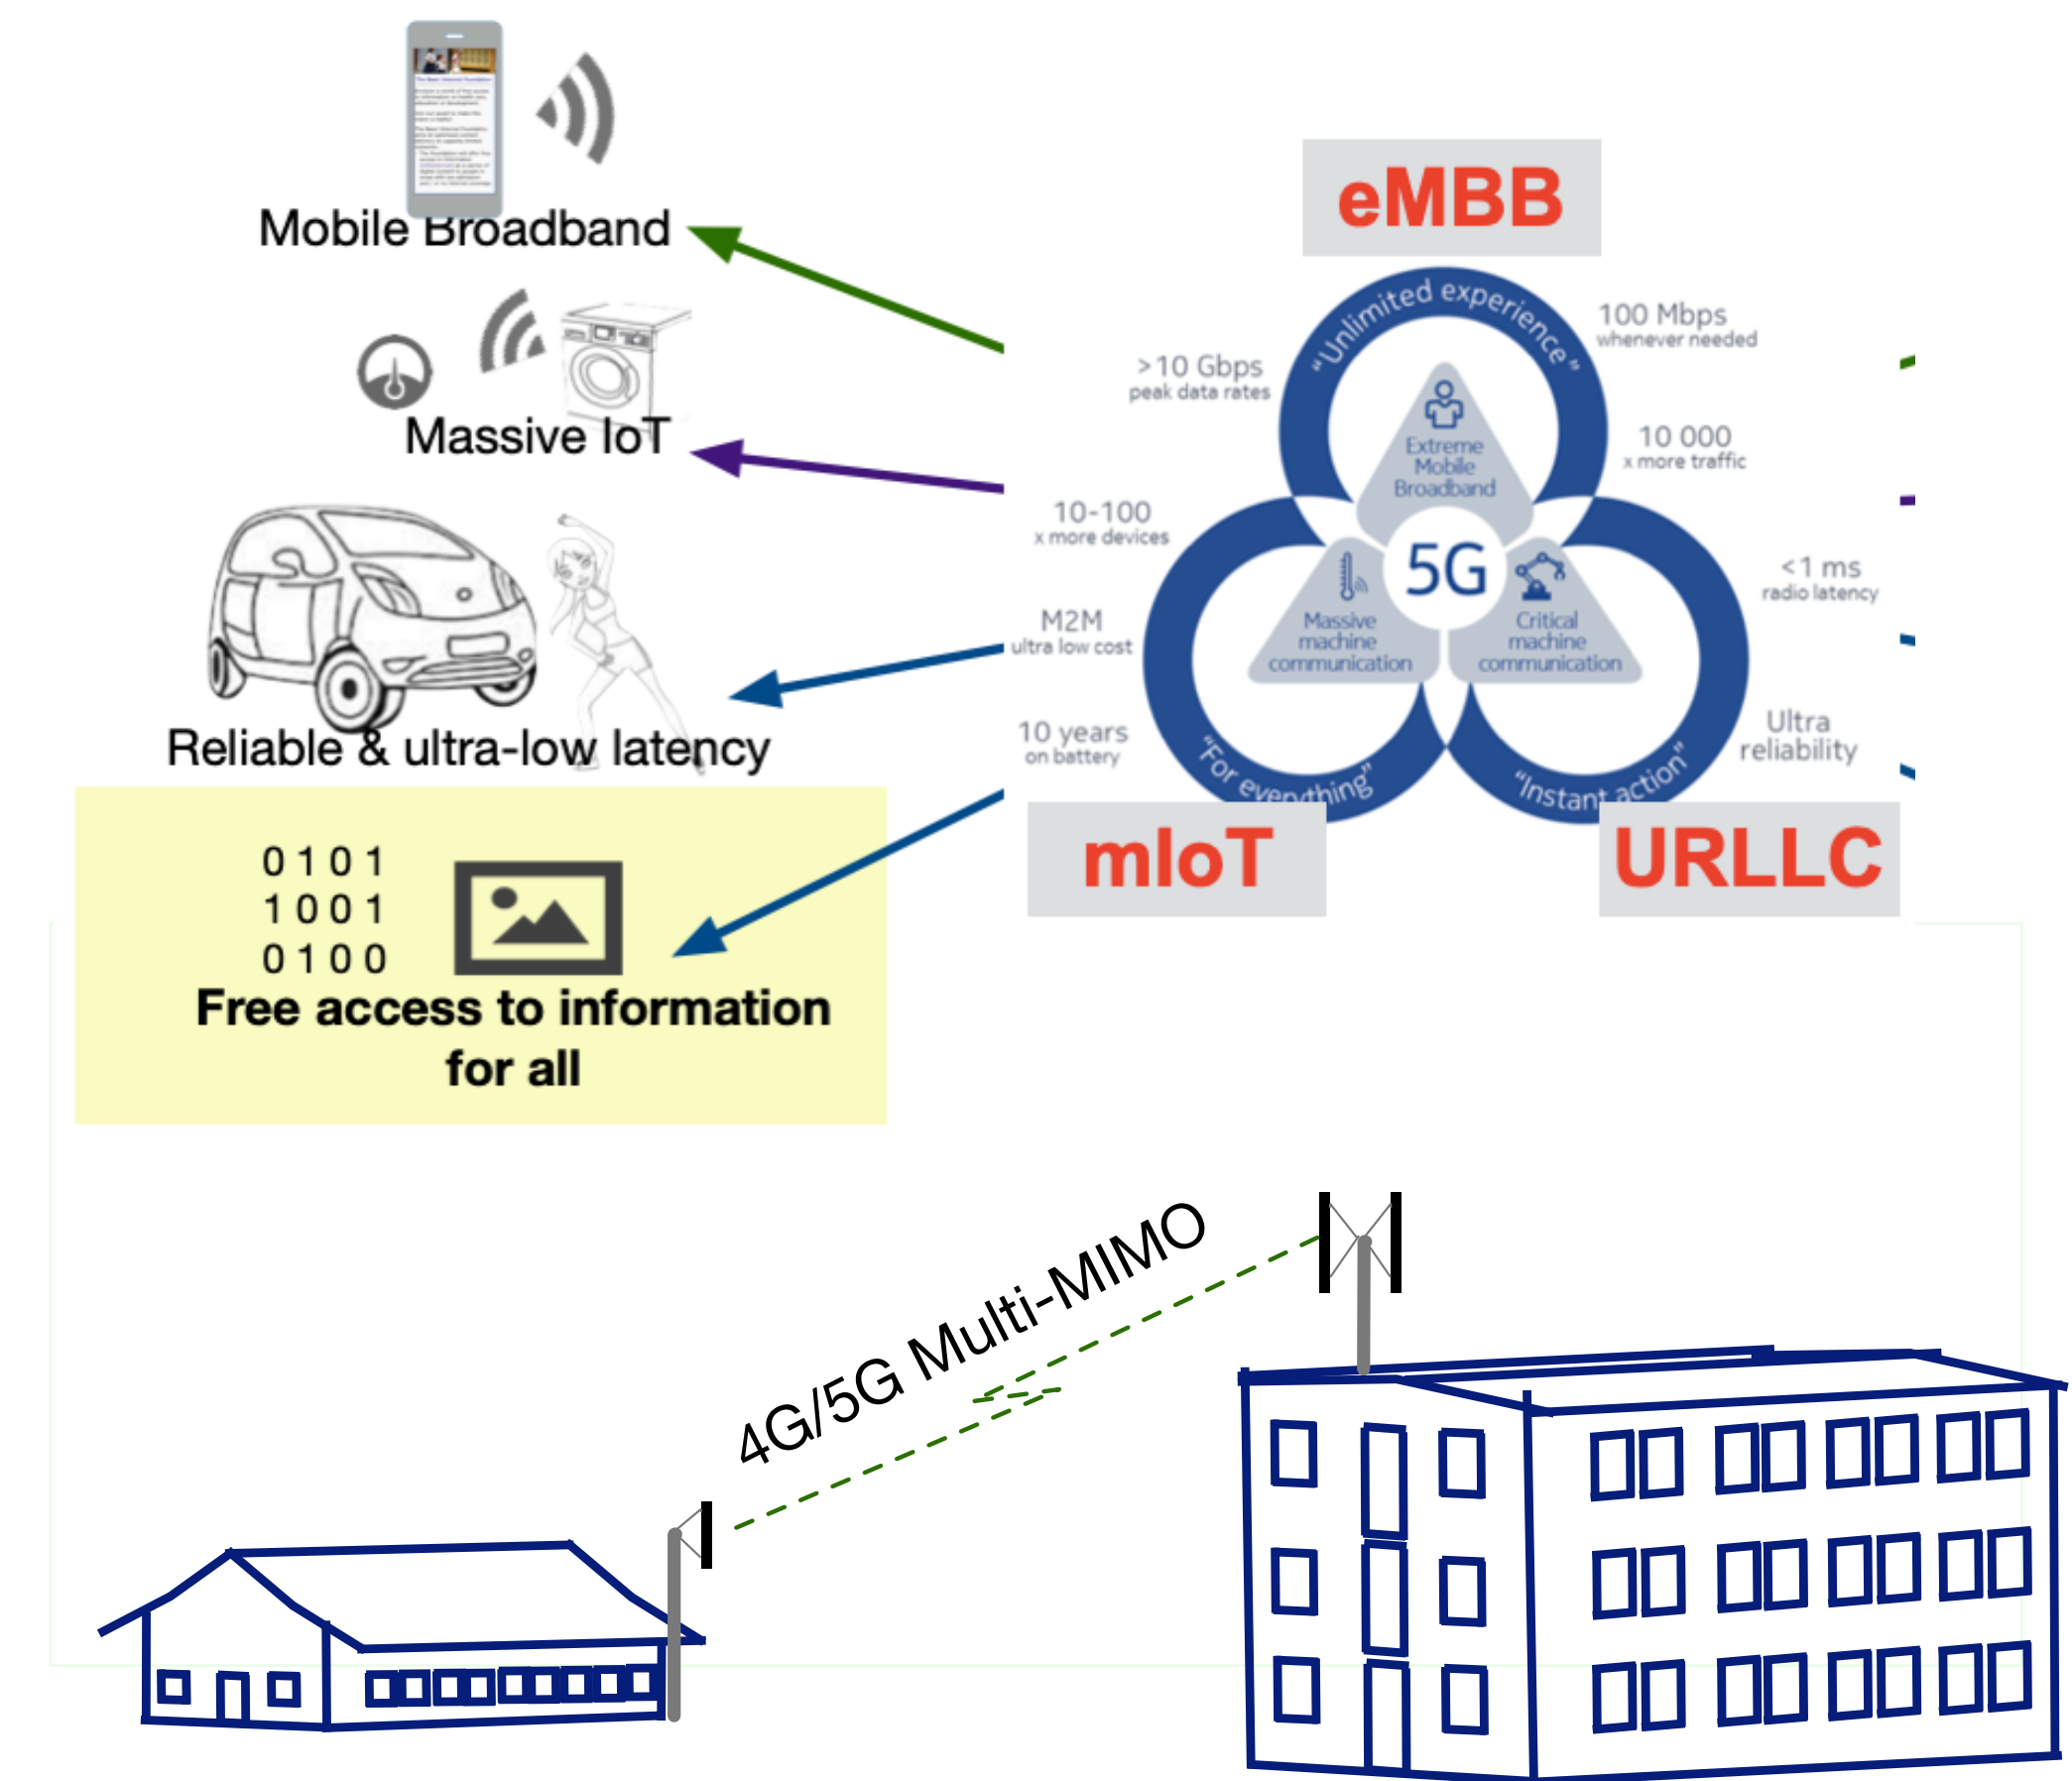 The Basic Internet Foundation
Mobile Broadband
Massive IoT
Reliable & ultra-low latency
0 1 0 1
1 0 0 1
0 1 0 0
Free access to information
for all
eMBB
"Unlimited experience"
100 Mbps
whenever needed
>10 Gbps
peak data rates
10 000
x more traffic
Extreme
Mobile
Broadband
10-100
x more devices
5G
<1 ms
radio latency
M2M
ultra low cost
Massive
machine
communication
Critical
machine
communication
10 years
on battery
Ultra
reliability
"For everything"
"Instant action"
mIoT
URLLC
4G/5G Multi-MIMO